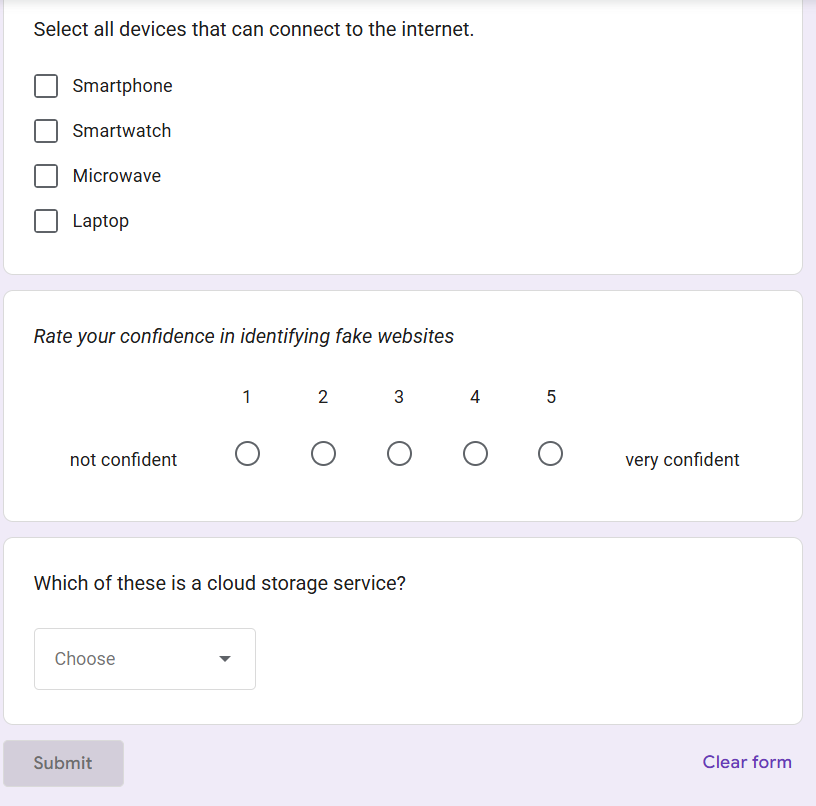 Select all devices that can connect to the internet.
Smartphone
Smartwatch
Microwave
Laptop
Rate your confidence in identifying fake websites
1 2 3 4 5
not confident very confident
Which of these is a cloud storage service?
Choose
Submit Clear form